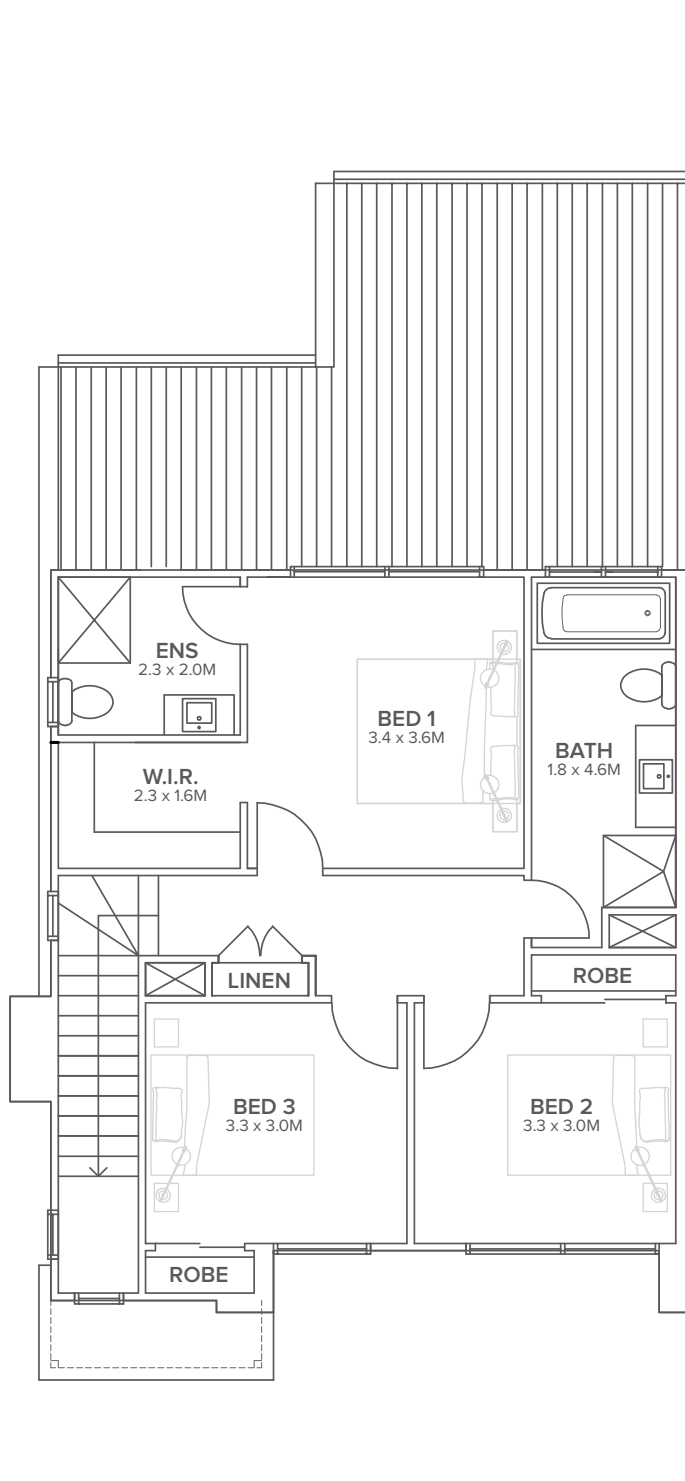 ENS
2.3 x 2.0M
BED 1
3.4 x 3.6M
BATH
1.8 x 4.6M
W.I.R.
2.3 x 1.6M
LINEN
ROBE
BED 3
3.3 x 3.0M
BED 2
3.3 x 3.0M
ROBE